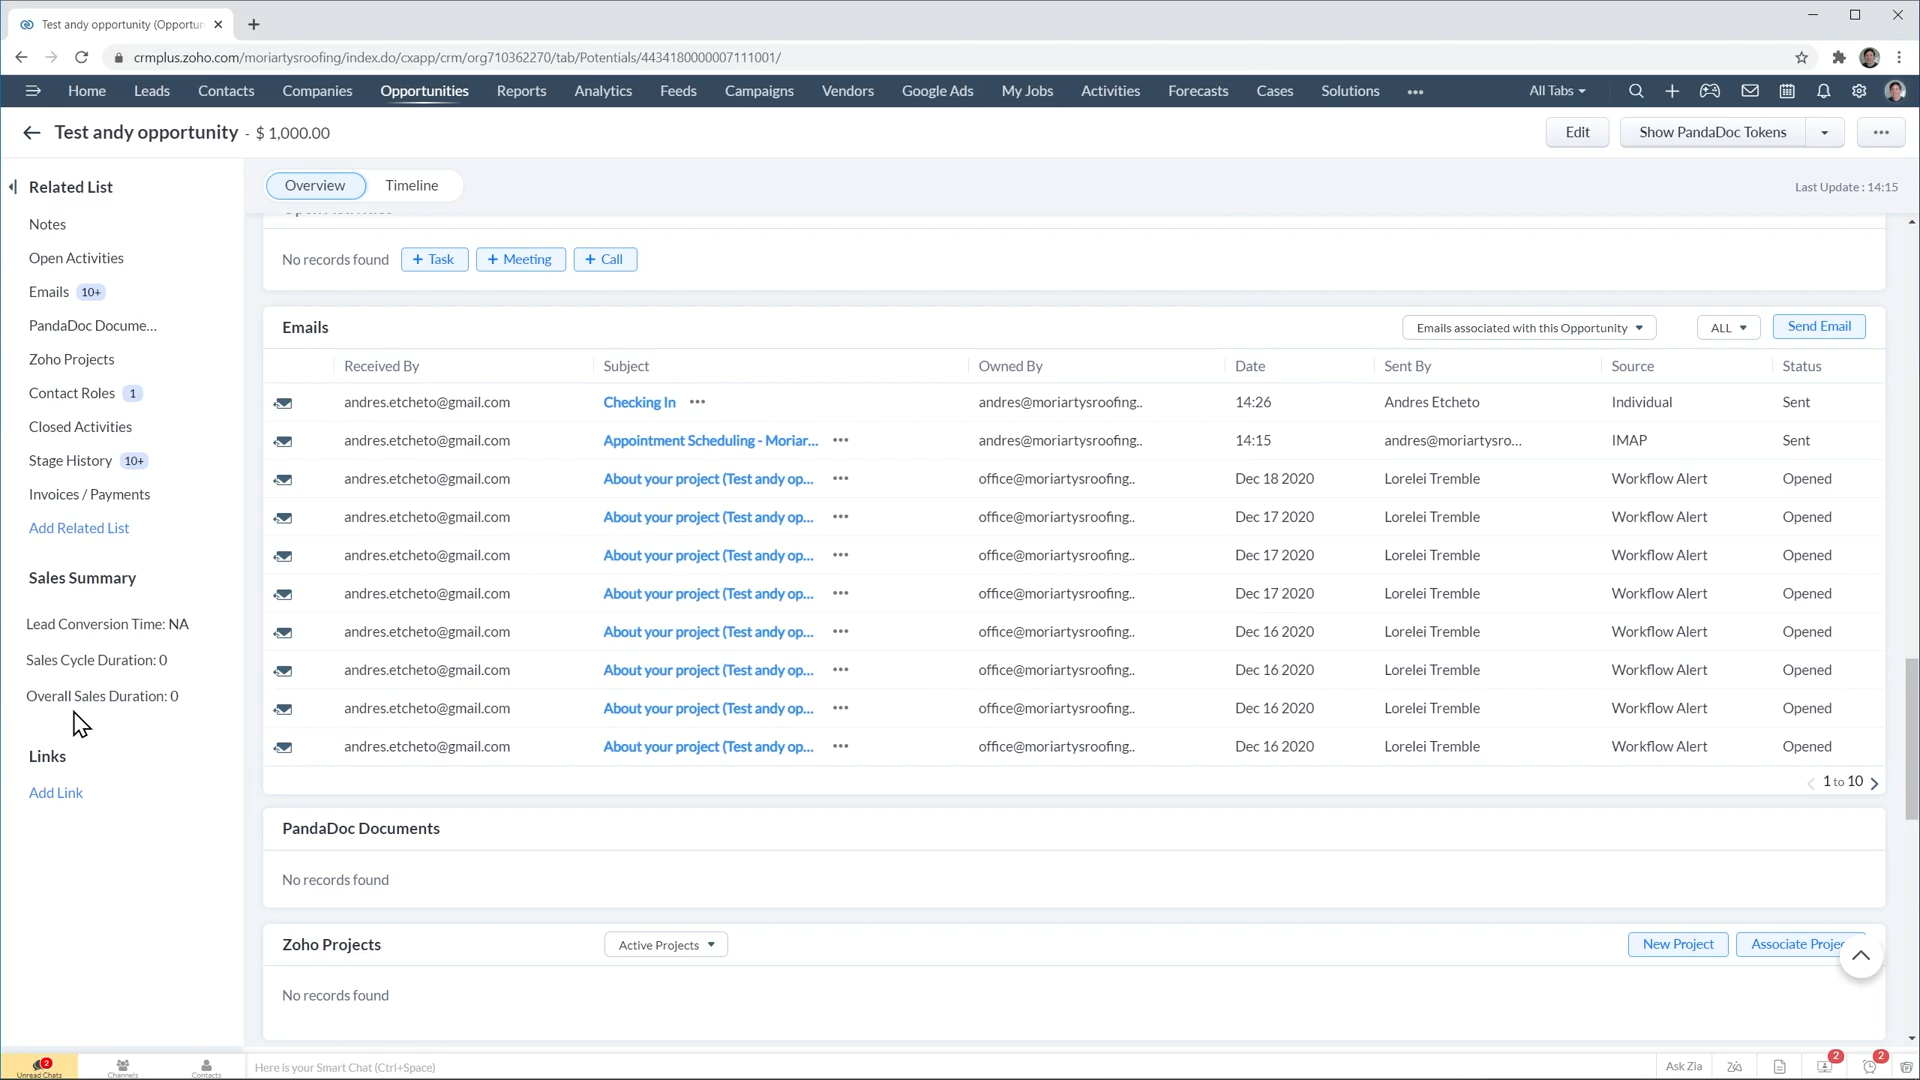 Test andy opportunity (Opportun
crmplus.zoho.com/moriartysroofing/index.do/cxapp/crm/org710362270/tab/Potentials/4434180000007111001/
Home Leads Contacts Companies Opportunities Reports Analytics Feeds Campaigns Vendors Google Ads My Jobs Activities Forecasts Cases Solutions ••• All Tabs
Test andy opportunity - $ 1,000.00 Edit Show PandaDoc Tokens •••
Related List
Notes
Open Activities
Emails 10+
PandaDoc Docume...
Zoho Projects
Contact Roles 1
Closed Activities
Stage History 10+
Invoices / Payments
Add Related List
Sales Summary
Lead Conversion Time: NA
Sales Cycle Duration: 0
Overall Sales Duration: 0
Links
Add Link
Overview Timeline Last Update : 14:15
Open Activities
No records found + Task + Meeting + Call
Emails Emails associated with this Opportunity ALL Send Email
Received By Subject Owned By Date Sent By Source Status
andres.etcheto@gmail.com Checking In ••• andres@moriartysroofing.. 14:26 Andres Etcheto Individual Sent
andres.etcheto@gmail.com Appointment Scheduling - Moriar... ••• andres@moriartysroofing.. 14:15 andres@moriartysro... IMAP Sent
andres.etcheto@gmail.com About your project (Test andy op... ••• office@moriartysroofing.. Dec 18 2020 Lorelei Tremble Workflow Alert Opened
andres.etcheto@gmail.com About your project (Test andy op... ••• office@moriartysroofing.. Dec 17 2020 Lorelei Tremble Workflow Alert Opened
andres.etcheto@gmail.com About your project (Test andy op... ••• office@moriartysroofing.. Dec 17 2020 Lorelei Tremble Workflow Alert Opened
andres.etcheto@gmail.com About your project (Test andy op... ••• office@moriartysroofing.. Dec 17 2020 Lorelei Tremble Workflow Alert Opened
andres.etcheto@gmail.com About your project (Test andy op... ••• office@moriartysroofing.. Dec 16 2020 Lorelei Tremble Workflow Alert Opened
andres.etcheto@gmail.com About your project (Test andy op... ••• office@moriartysroofing.. Dec 16 2020 Lorelei Tremble Workflow Alert Opened
andres.etcheto@gmail.com About your project (Test andy op... ••• office@moriartysroofing.. Dec 16 2020 Lorelei Tremble Workflow Alert Opened
andres.etcheto@gmail.com About your project (Test andy op... ••• office@moriartysroofing.. Dec 16 2020 Lorelei Tremble Workflow Alert Opened
1 to 10
PandaDoc Documents
No records found
Zoho Projects Active Projects New Project Associate Projec
No records found
2 Unread Chats Channels Contacts Here is your Smart Chat (Ctrl+Space) Ask Zia 2 2